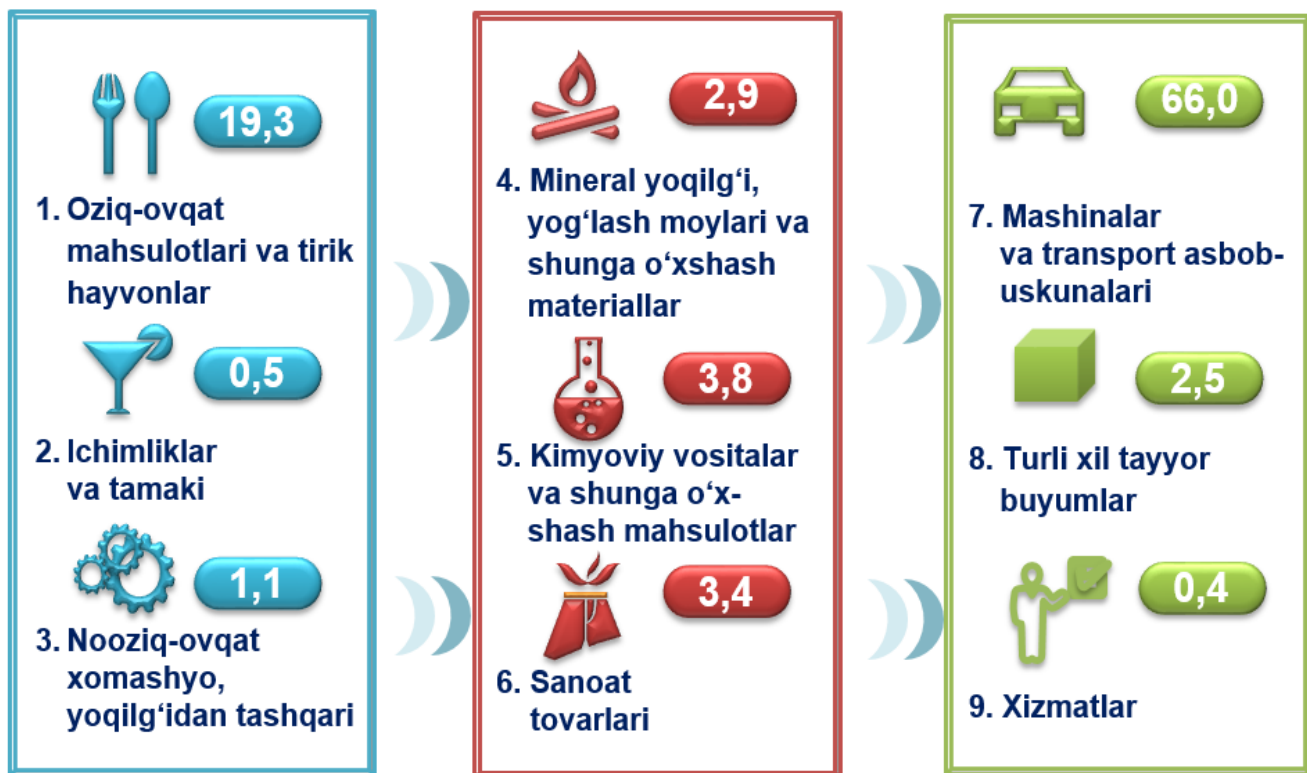 19,3
1. Oziq-ovqat
mahsulotlari va tirik
hayvonlar
0,5
2. Ichimliklar
va tamaki
1,1
3. Nooziq-ovqat
xomashyo,
yoqilg‘idan tashqari
2,9
4. Mineral yoqilg‘i,
yog‘lash moylari va
shunga o‘xshash
materiallar
3,8
5. Kimyoviy vositalar
va shunga o‘x-
shash mahsulotlar
3,4
6. Sanoat
tovarlari
66,0
7. Mashinalar
va transport asbob-
uskunalari
2,5
8. Turli xil tayyor
buyumlar
0,4
9. Xizmatlar